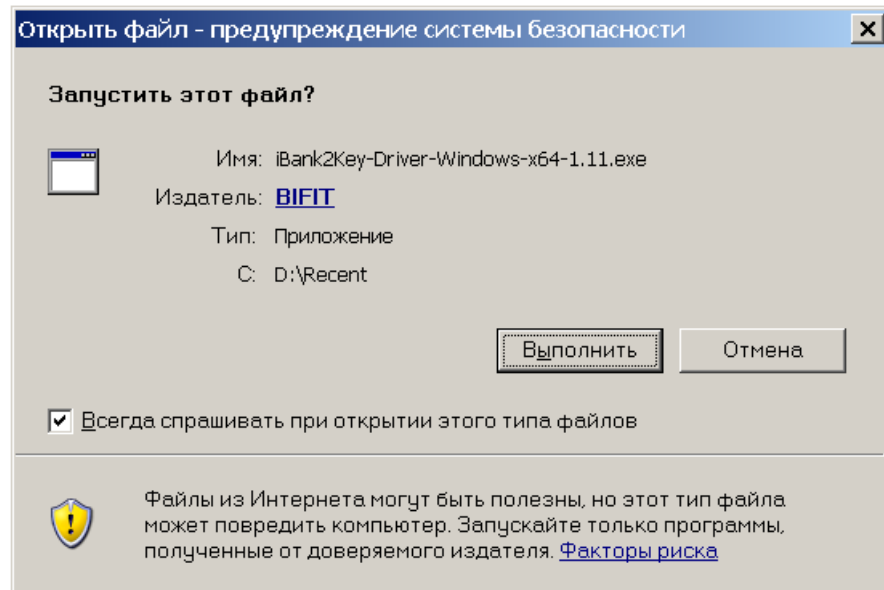 Открыть файл - предупреждение системы безопасности
Запустить этот файл?
Имя: iBank2Key-Driver-Windows-x64-1.11.exe
Издатель: BIFIT
Тип: Приложение
С: D:\Recent
Выполнить Отмена
Всегда спрашивать при открытии этого типа файлов
Файлы из Интернета могут быть полезны, но этот тип файла
может повредить компьютер. Запускайте только программы,
полученные от доверяемого издателя. Факторы риска